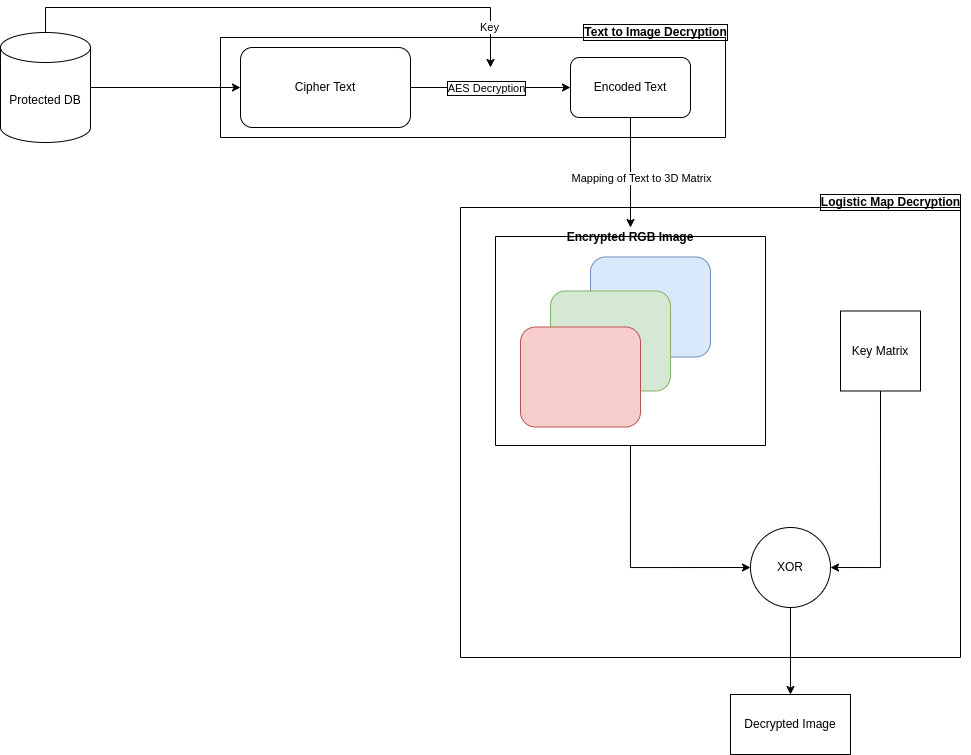 Key
Text to Image Decryption
Protected DB
Cipher Text
AES Decryption
Encoded Text
Mapping of Text to 3D Matrix
Logistic Map Decryption
Encrypted RGB Image
Key Matrix
XOR
Decrypted Image